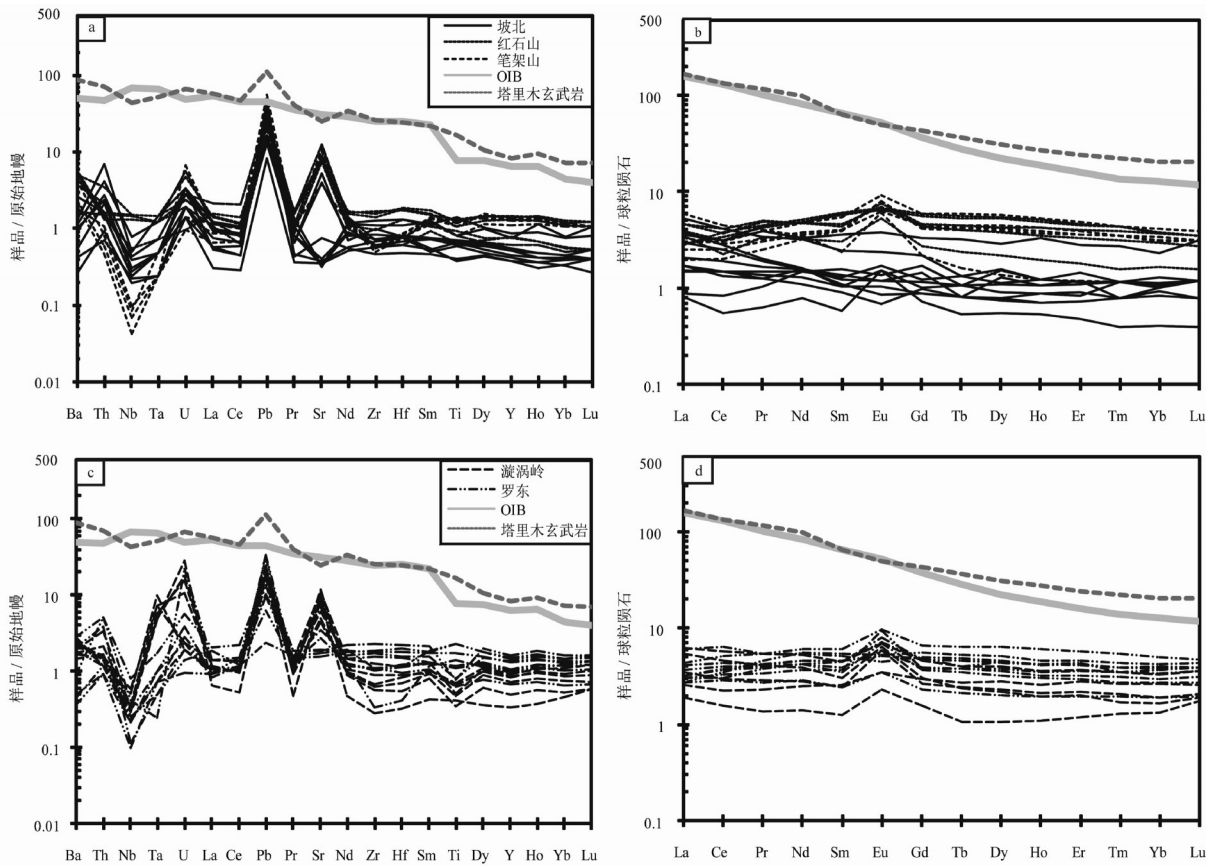 500
a
坡北
红石山
笔架山
OIB
塔里木玄武岩
100
10
1
0.1
0.01
样品 / 原始地幔
Ba Th Nb Ta U La Ce Pb Pr Sr Nd Zr Hf Sm Ti Dy Y Ho Yb Lu
500
b
100
10
1
0.1
样品 / 球粒陨石
La Ce Pr Nd Sm Eu Gd Tb Dy Ho Er Tm Yb Lu
500
c
漩涡岭
罗东
OIB
塔里木玄武岩
100
10
1
0.1
0.01
样品 / 原始地幔
Ba Th Nb Ta U La Ce Pb Pr Sr Nd Zr Hf Sm Ti Dy Y Ho Yb Lu
500
d
100
10
1
0.1
样品 / 球粒陨石
La Ce Pr Nd Sm Eu Gd Tb Dy Ho Er Tm Yb Lu